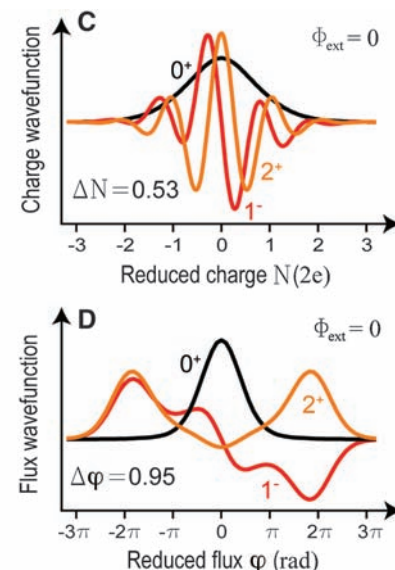 C
Φext = 0
0⁺
2⁺
ΔN = 0.53
1⁻
Charge wavefunction
-3 -2 -1 0 1 2 3
Reduced charge N(2e)
D
Φext = 0
0⁺
2⁺
Δφ = 0.95
1⁻
Flux wavefunction
-3π -2π -π 0 π 2π 3π
Reduced flux φ (rad)